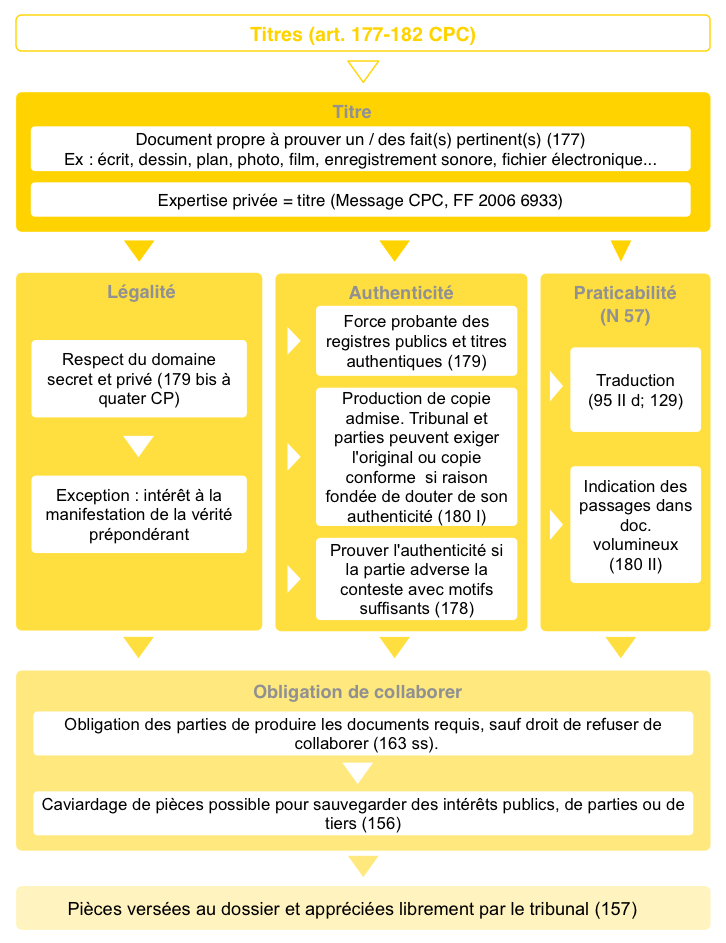 Titres (art. 177-182 CPC)
Titre
Document propre à prouver un / des fait(s) pertinent(s) (177)
Ex : écrit, dessin, plan, photo, film, enregistrement sonore, fichier électronique...
Expertise privée = titre (Message CPC, FF 2006 6933)
Légalité
Respect du domaine
secret et privé (179 bis à
quater CP)
Exception : intérêt à la
manifestation de la vérité
prépondérant
Authenticité
Force probante des
registres publics et titres
authentiques (179)
Production de copie
admise. Tribunal et
parties peuvent exiger
l'original ou copie
conforme si raison
fondée de douter de son
authenticité (180 I)
Prouver l'authenticité si
la partie adverse la
conteste avec motifs
suffisants (178)
Praticabilité
(N 57)
Traduction
(95 II d; 129)
Indication des
passages dans
doc.
volumineux
(180 II)
Obligation de collaborer
Obligation des parties de produire les documents requis, sauf droit de refuser de
collaborer (163 ss).
Caviardage de pièces possible pour sauvegarder des intérêts publics, de parties ou de
tiers (156)
Pièces versées au dossier et appréciées librement par le tribunal (157)